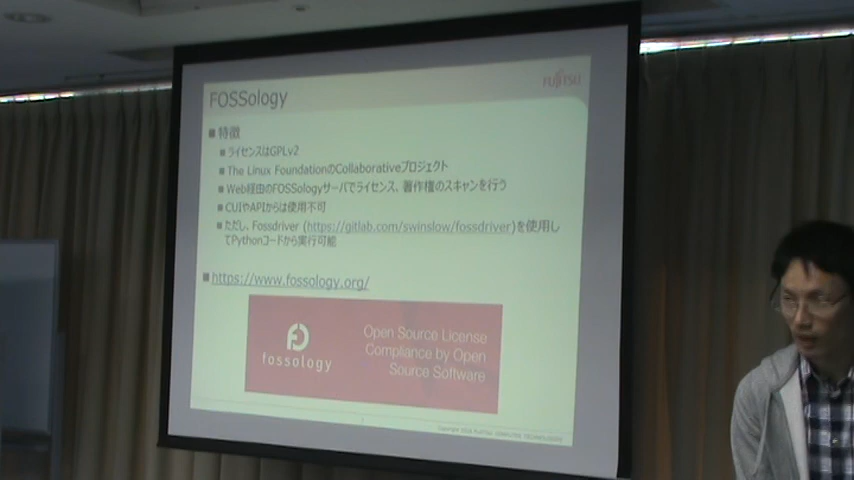 FUJITSU
FOSSology
■特徴
■ライセンスはGPLv2
■The Linux FoundationのCollaborativeプロジェクト
■Web経由のFOSSologyサーバでライセンス、著作権のスキャンを行う
■CUIやAPIからは使用不可
■ただし、Fossdriver (https://gitlab.com/swinslow/fossdriver)を使用し
てPythonコードから実行可能
■https://www.fossology.org/
fossology
Open Source License
Compliance by Open
Source Software
Copyright 2018 FUJITSU COMPUTER TECHNOLOGIES